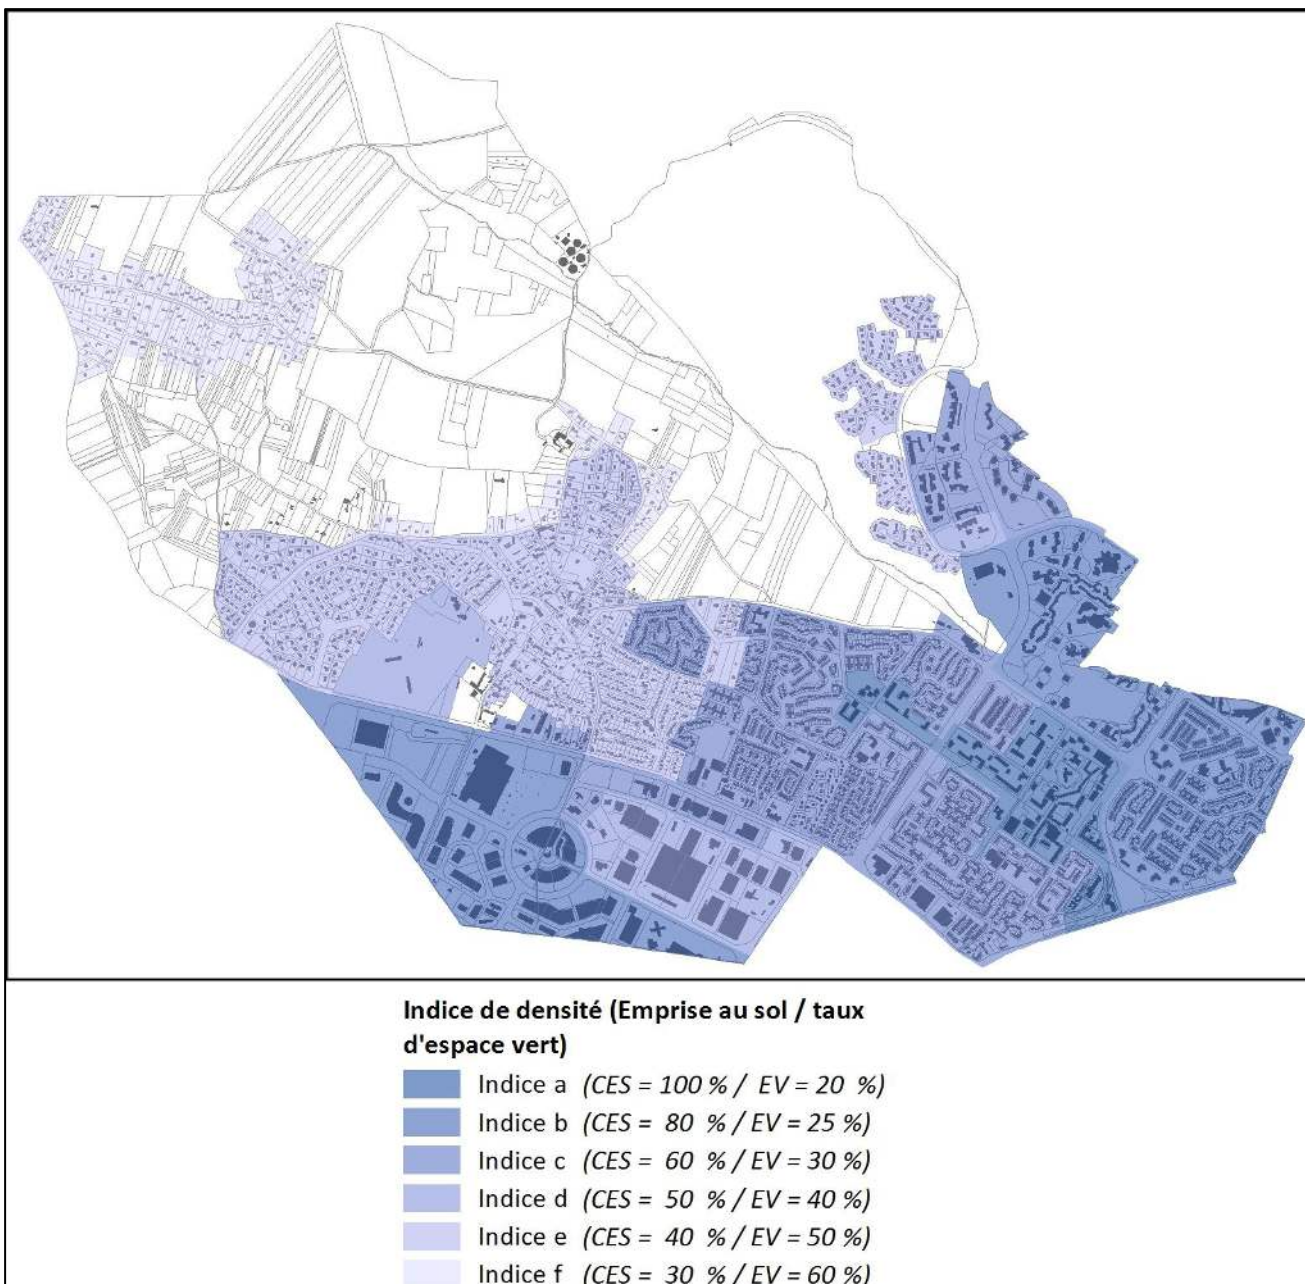 Indice de densité (Emprise au sol / taux
d'espace vert)
Indice a (CES = 100 % / EV = 20 %)
Indice b (CES = 80 % / EV = 25 %)
Indice c (CES = 60 % / EV = 30 %)
Indice d (CES = 50 % / EV = 40 %)
Indice e (CES = 40 % / EV = 50 %)
Indice f (CES = 30 % / EV = 60 %)